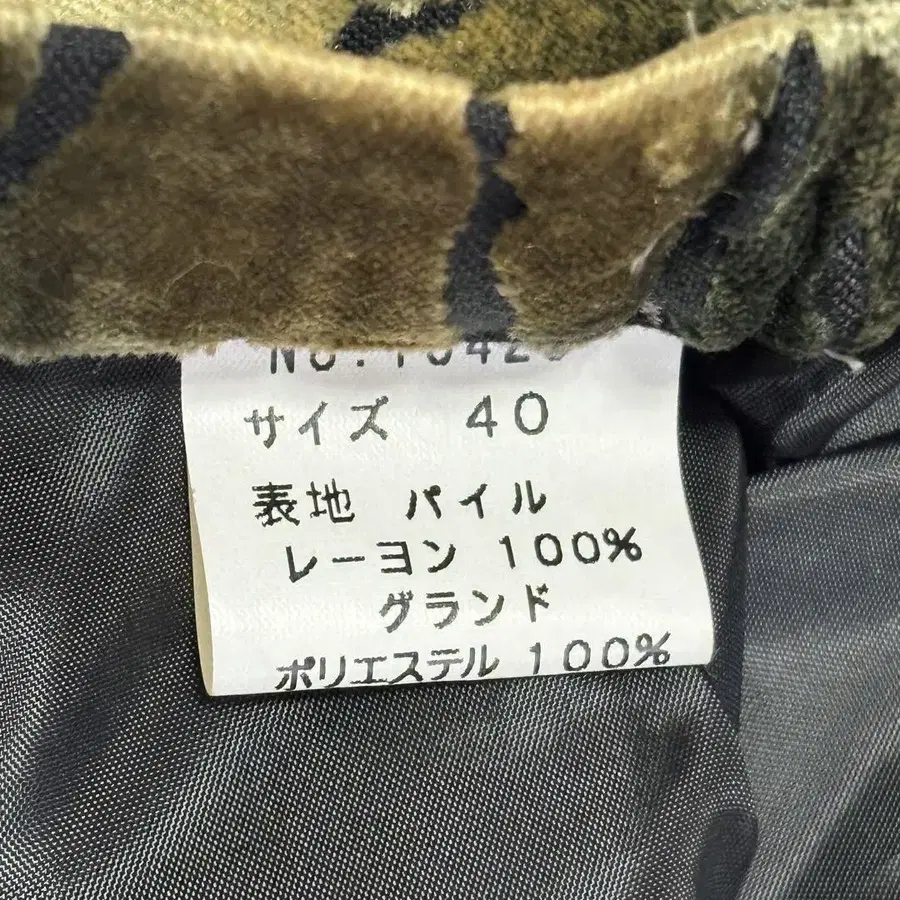 サイズ 40
表地 パイル
レーヨン 100%
グランド
ポリエステル 100%